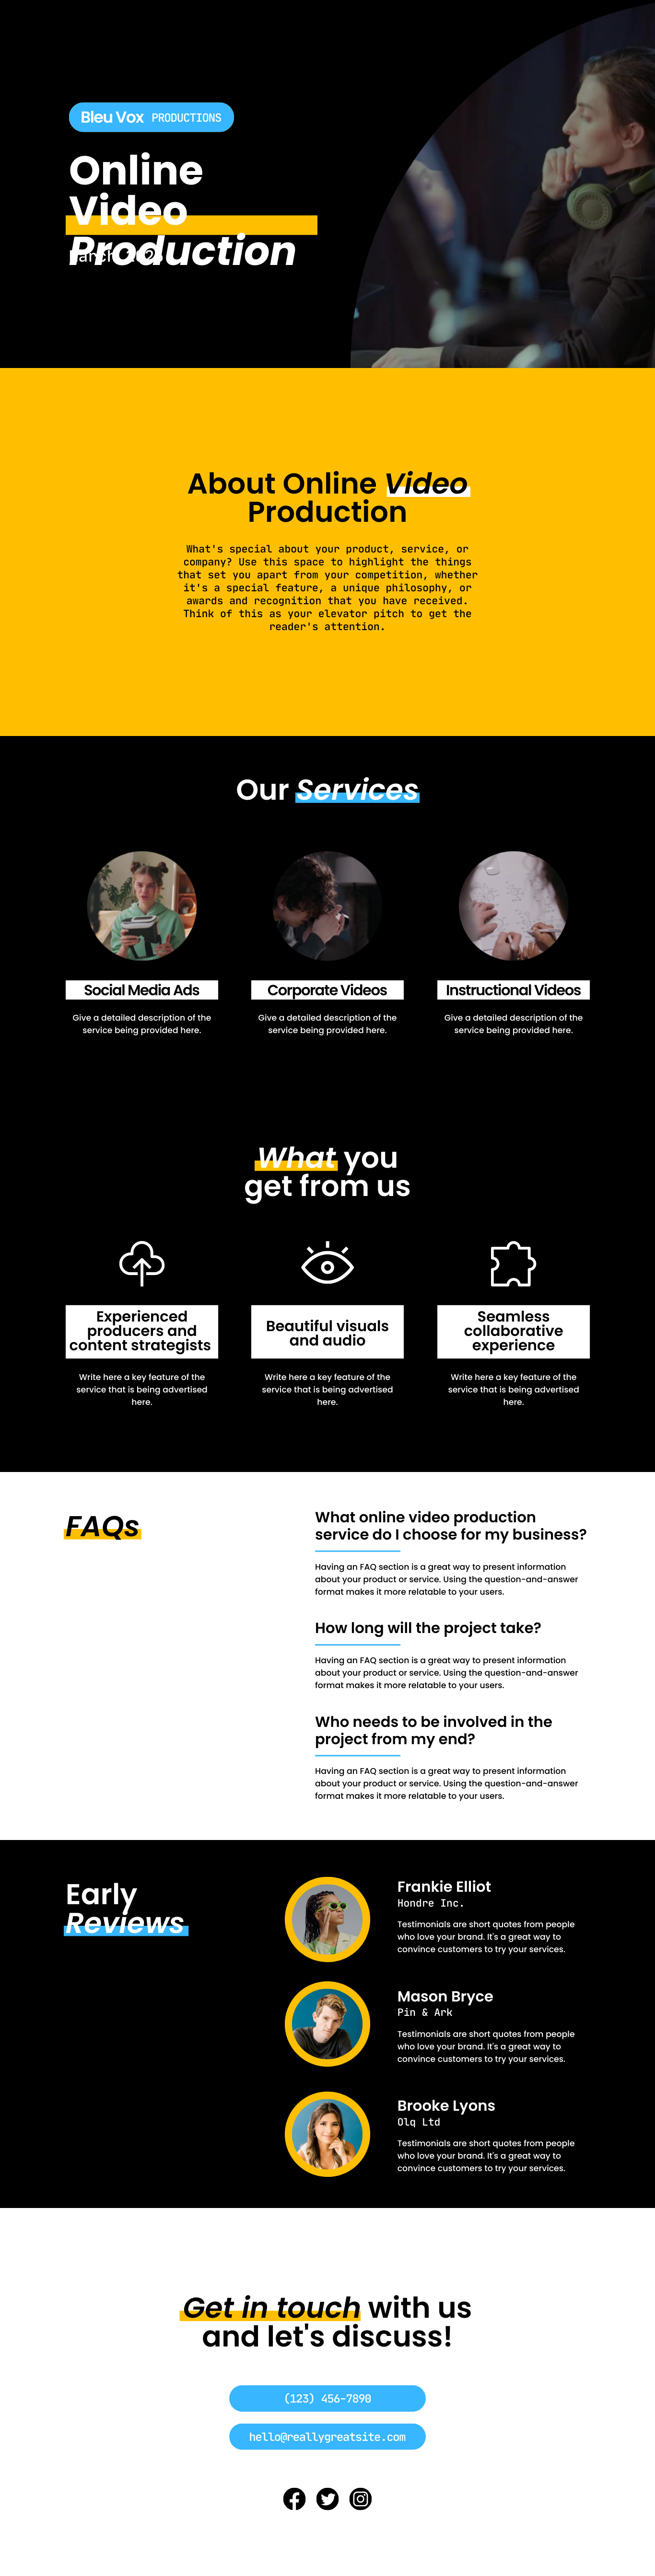 Bleu Vox PRODUCTIONS
Online
Video
Production
About Online Video
Production
What's special about your product, service, or
company? Use this space to highlight the things
that set you apart from your competition, whether
it's a special feature, a unique philosophy, or
awards and recognition that you have received.
Think of this as your elevator pitch to get the
reader's attention.
Our Services
Social Media Ads
Give a detailed description of the
service being provided here.
Corporate Videos
Give a detailed description of the
service being provided here.
Instructional Videos
Give a detailed description of the
service being provided here.
What you
get from us
Experienced
producers and
content strategists
Write here a key feature of the
service that is being advertised
here.
Beautiful visuals
and audio
Write here a key feature of the
service that is being advertised
here.
Seamless
collaborative
experience
Write here a key feature of the
service that is being advertised
here.
FAQs
What online video production
service do I choose for my business?
Having an FAQ section is a great way to present information
about your product or service. Using the question-and-answer
format makes it more relatable to your users.
How long will the project take?
Having an FAQ section is a great way to present information
about your product or service. Using the question-and-answer
format makes it more relatable to your users.
Who needs to be involved in the
project from my end?
Having an FAQ section is a great way to present information
about your product or service. Using the question-and-answer
format makes it more relatable to your users.
Early
Reviews
Frankie Elliot
Hondre Inc.
Testimonials are short quotes from people
who love your brand. It's a great way to
convince customers to try your services.
Mason Bryce
Pin & Ark
Testimonials are short quotes from people
who love your brand. It's a great way to
convince customers to try your services.
Brooke Lyons
Olq Ltd
Testimonials are short quotes from people
who love your brand. It's a great way to
convince customers to try your services.
Get in touch with us
and let's discuss!
(123) 456-7890
hello@reallygreatsite.com